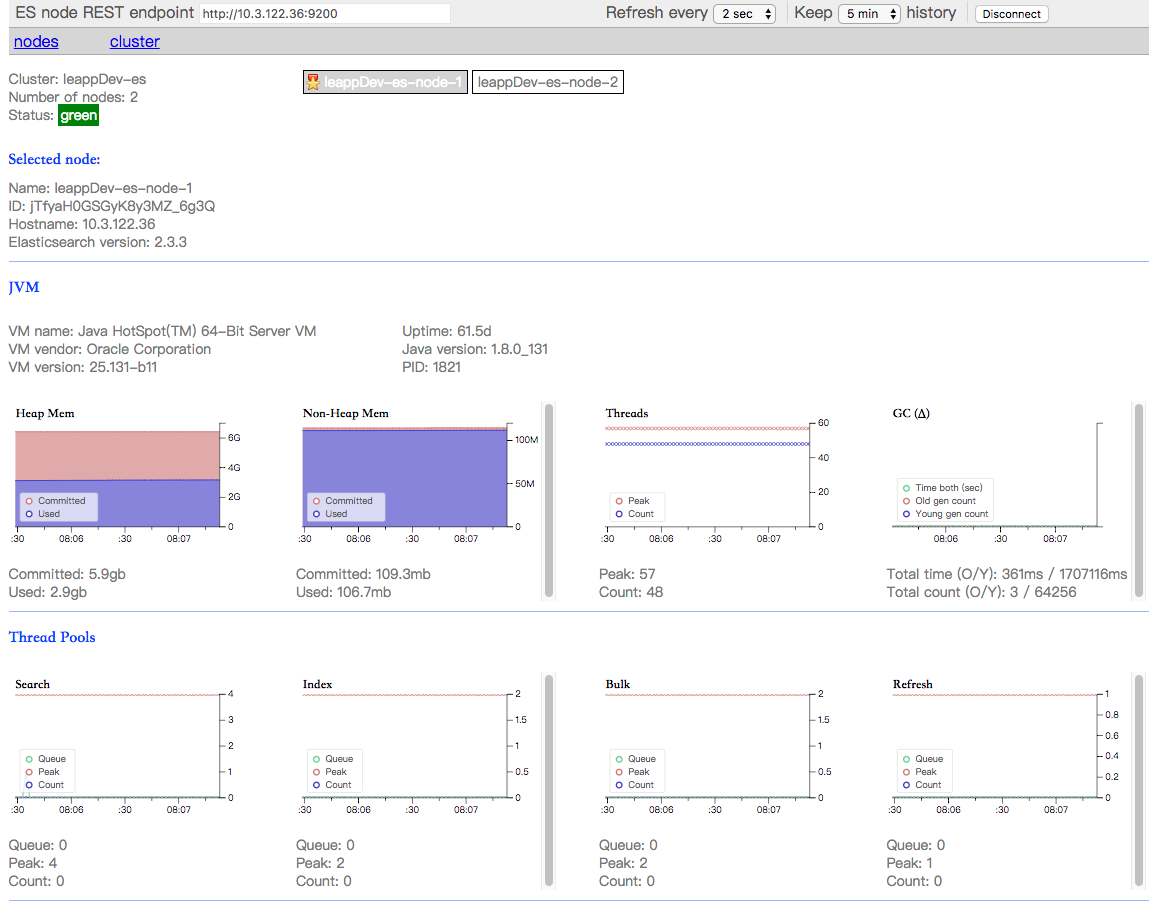 ES node REST endpoint http://10.3.122.36:9200 Refresh every 2 sec Keep 5 min history Disconnect
nodes cluster
Cluster: leappDev-es
Number of nodes: 2
Status: green
leappDev-es-node-1 leappDev-es-node-2
Selected node:
Name: leappDev-es-node-1
ID: jTfyaH0GSGyK8y3MZ_6g3Q
Hostname: 10.3.122.36
Elasticsearch version: 2.3.3
JVM
VM name: Java HotSpot(TM) 64-Bit Server VM
VM vendor: Oracle Corporation
VM version: 25.131-b11
Uptime: 61.5d
Java version: 1.8.0_131
PID: 1821
Heap Mem
6G
4G
2G
0
Committed
Used
:30 08:06 :30 08:07
Committed: 5.9gb
Used: 2.9gb
Non-Heap Mem
100M
50M
0
Committed
Used
:30 08:06 :30 08:07
Committed: 109.3mb
Used: 106.7mb
Threads
60
40
20
0
Peak
Count
:30 08:06 :30 08:07
Peak: 57
Count: 48
GC (Δ)
Time both (sec)
Old gen count
Young gen count
08:06 :30 08:07
Total time (O/Y): 361ms / 1707116ms
Total count (O/Y): 3 / 64256
Thread Pools
Search
4
3
2
1
0
Queue
Peak
Count
:30 08:06 :30 08:07
Queue: 0
Peak: 4
Count: 0
Index
2
1.5
1
0.5
0
Queue
Peak
Count
:30 08:06 :30 08:07
Queue: 0
Peak: 2
Count: 0
Bulk
2
1.5
1
0.5
0
Queue
Peak
Count
:30 08:06 :30 08:07
Queue: 0
Peak: 2
Count: 0
Refresh
1
0.8
0.6
0.4
0.2
0
Queue
Peak
Count
:30 08:06 :30 08:07
Queue: 0
Peak: 1
Count: 0